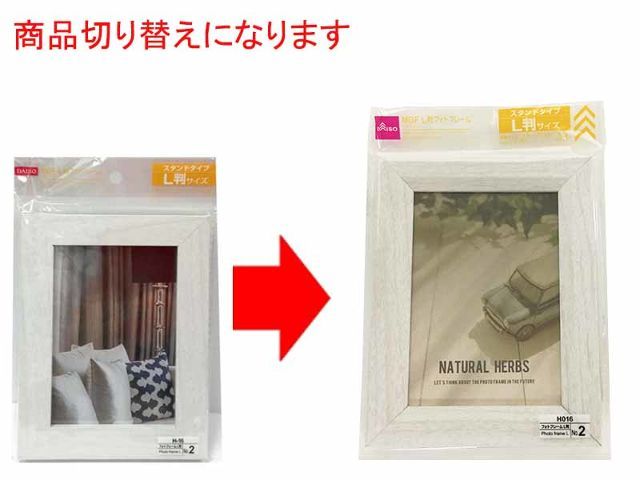 商品切り替えになります
DAISO
スタンドタイプ
L判サイズ
H-16
フォトフレームL判
Photo frame L
No.2
DAISO
MDF L判フォトフレーム
スタンドタイプ
L判サイズ
NATURAL HERBS
LET'S THINK ABOUT THE PHOTO FRAME IN THE FUTURE
H016
フォトフレームL判
Photo frame L
No.2